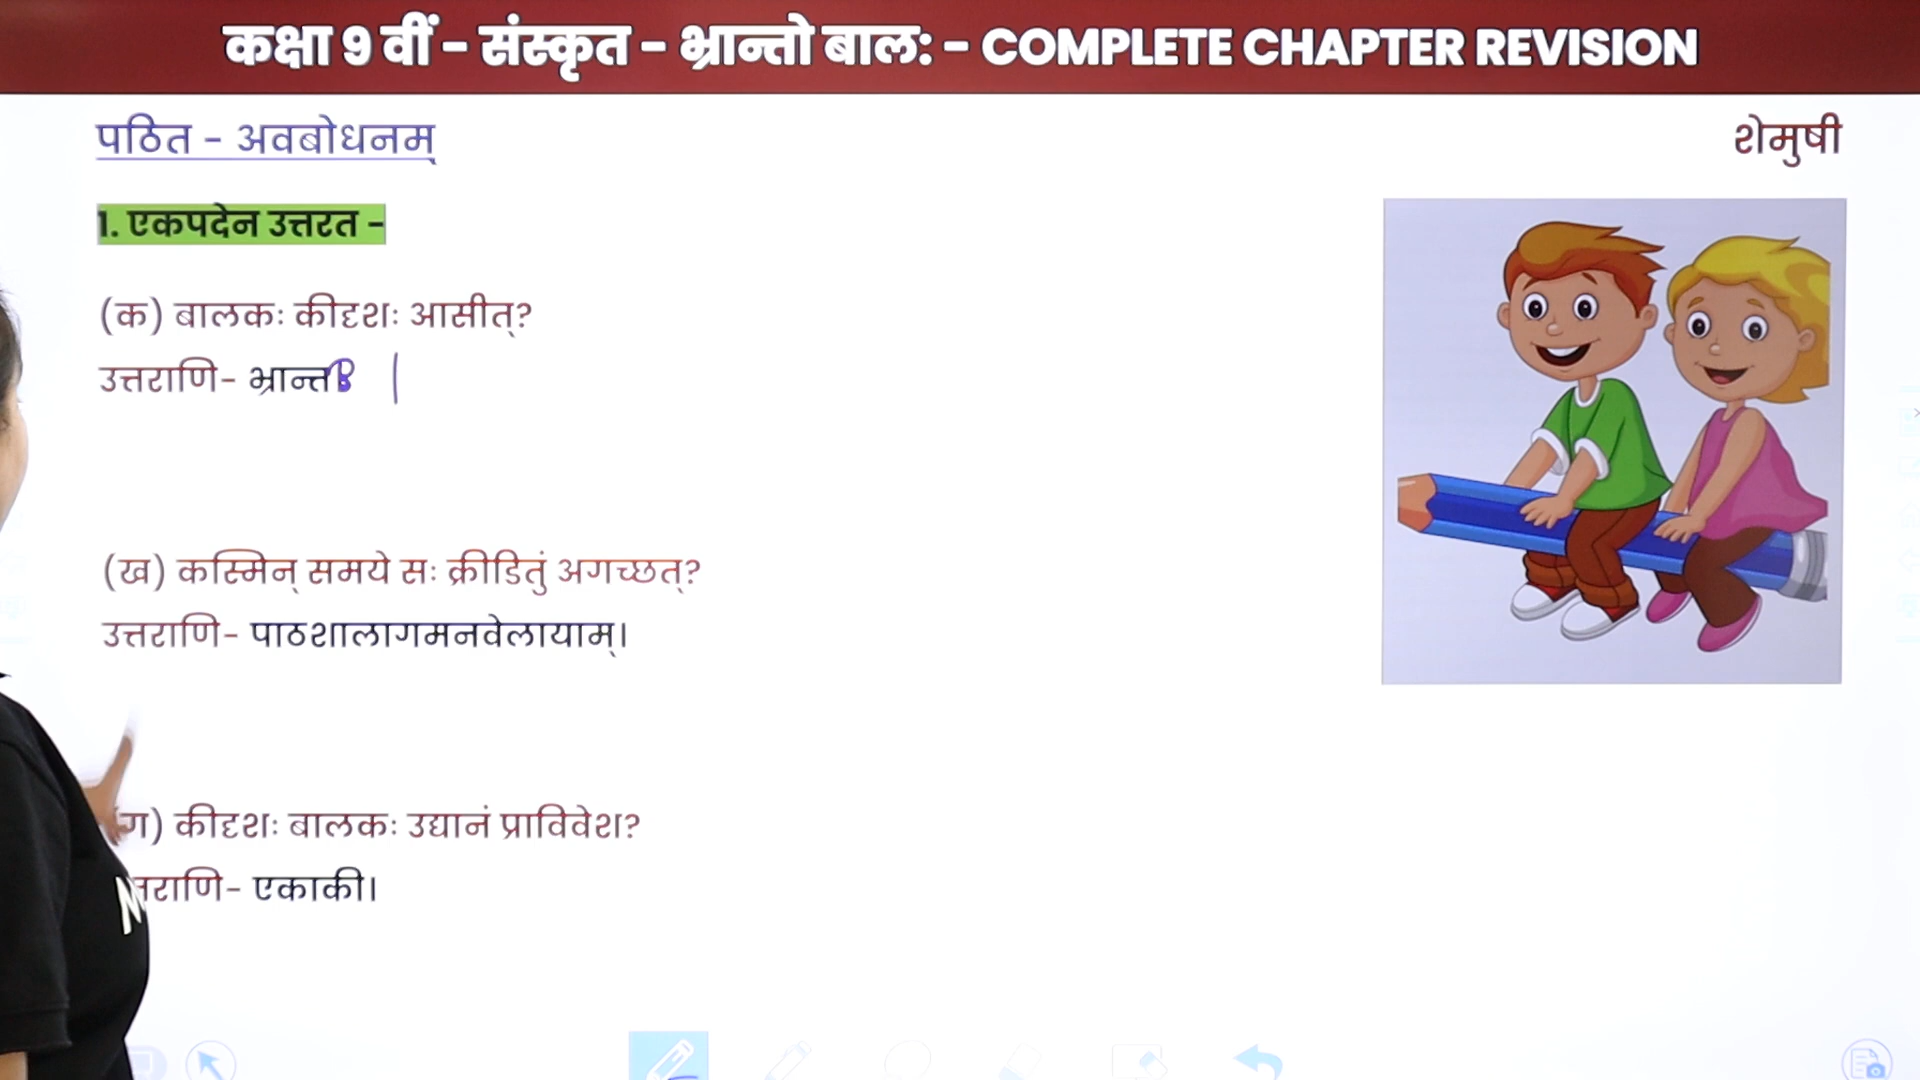 कक्षा 9 वीं - संस्कृत - भ्रान्तो बाल: - COMPLETE CHAPTER REVISION
पठित - अवबोधनम्
शेमुषी
1. एकपदेन उत्तरत -
(क) बालकः कीदृशः आसीत्?
उत्तराणि- भ्रान्तः ।
(ख) कस्मिन् समये सः क्रीडितुं अगच्छत्?
उत्तराणि- पाठशालागमनवेलायाम्।
ग) कीदृशः बालकः उद्यानं प्राविवेश?
राणि- एकाकी।